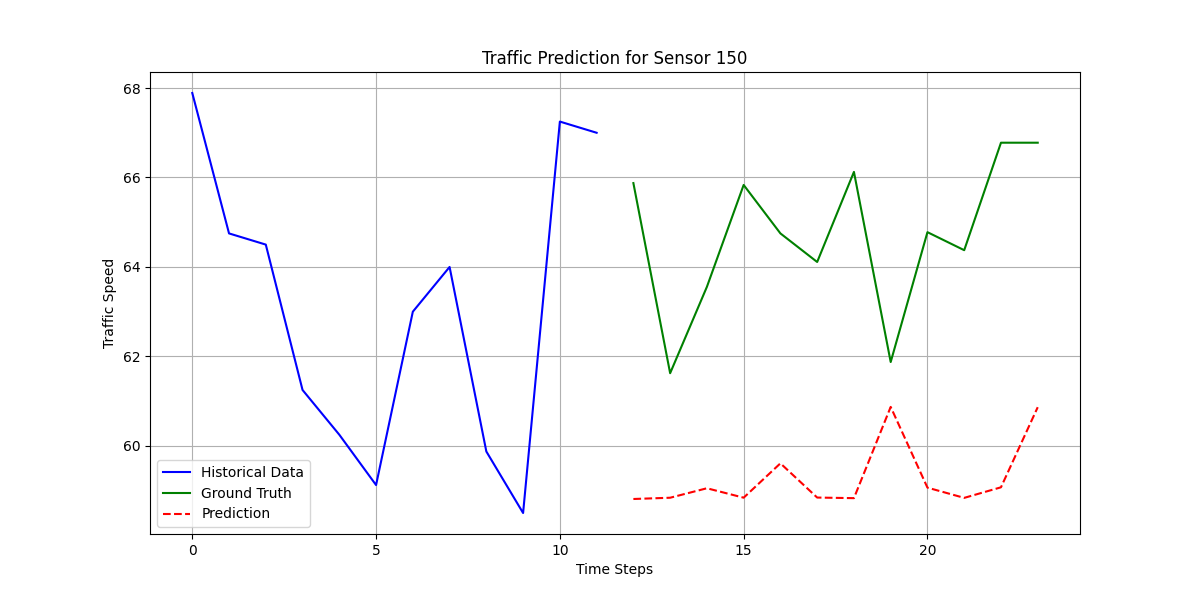 Traffic Prediction for Sensor 150
Traffic Speed
68
66
64
62
60
Historical Data
Ground Truth
Prediction
0
5
10
15
20
Time Steps